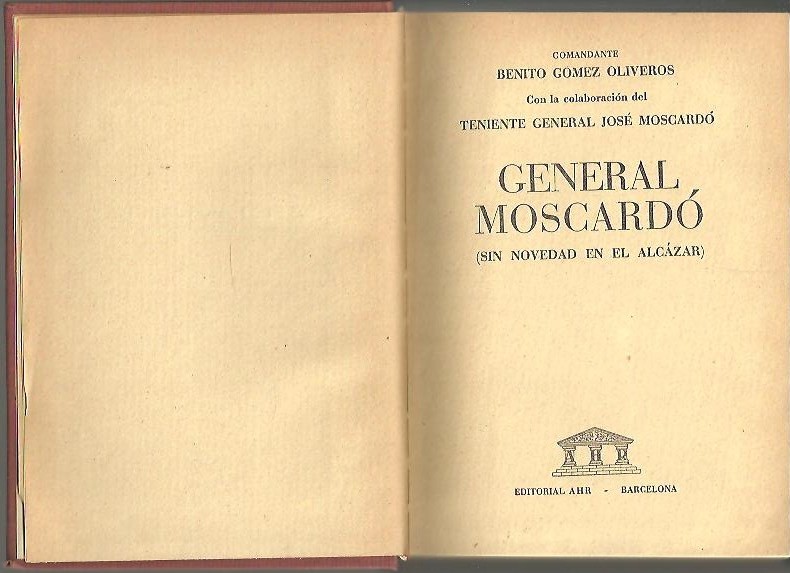 COMANDANTE
BENITO GOMEZ OLIVEROS
Con la colaboración del
TENIENTE GENERAL JOSÉ MOSCARDÓ
GENERAL
MOSCARDÓ
(SIN NOVEDAD EN EL ALCÁZAR)
A H R
EDITORIAL AHR - BARCELONA